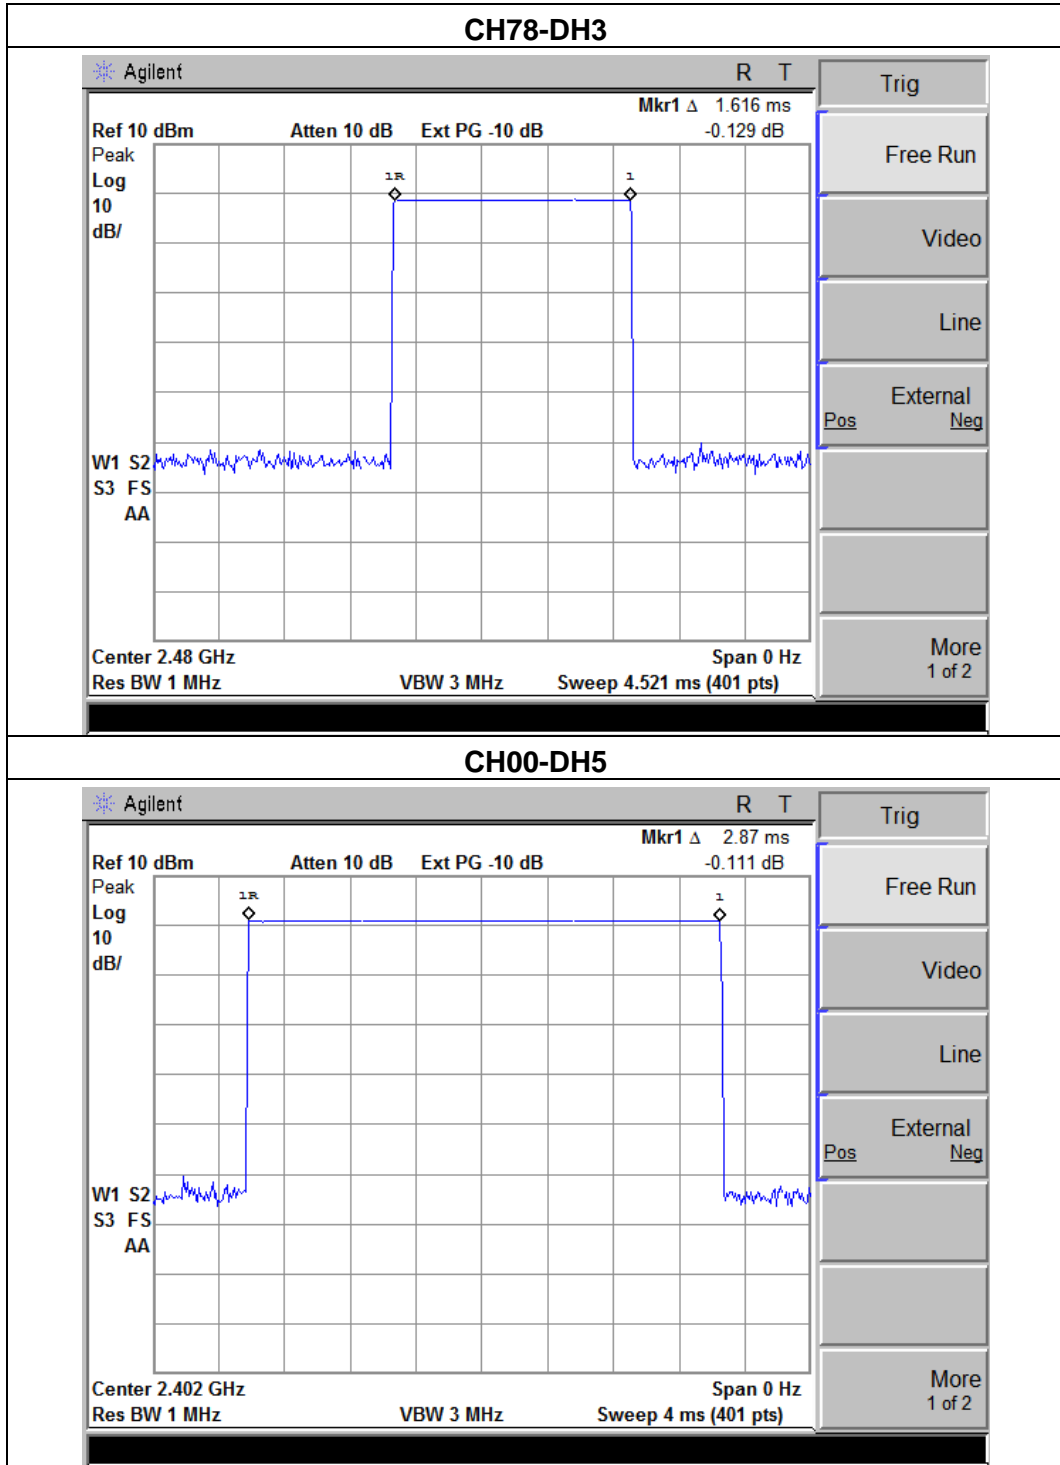 CH78-DH3
Agilent R T
Trig
Mkr1 Δ 1.616 ms
Ref 10 dBm Atten 10 dB Ext PG -10 dB -0.129 dB
Peak
Log
10
dB/
1R 1
W1 S2
S3 FS
AA
Center 2.48 GHz Span 0 Hz
Res BW 1 MHz VBW 3 MHz Sweep 4.521 ms (401 pts)
Free Run
Video
Line
External
Pos Neg
More
1 of 2
CH00-DH5
Agilent R T
Trig
Mkr1 Δ 2.87 ms
Ref 10 dBm Atten 10 dB Ext PG -10 dB -0.111 dB
Peak
Log
10
dB/
1R 1
W1 S2
S3 FS
AA
Center 2.402 GHz Span 0 Hz
Res BW 1 MHz VBW 3 MHz Sweep 4 ms (401 pts)
Free Run
Video
Line
External
Pos Neg
More
1 of 2